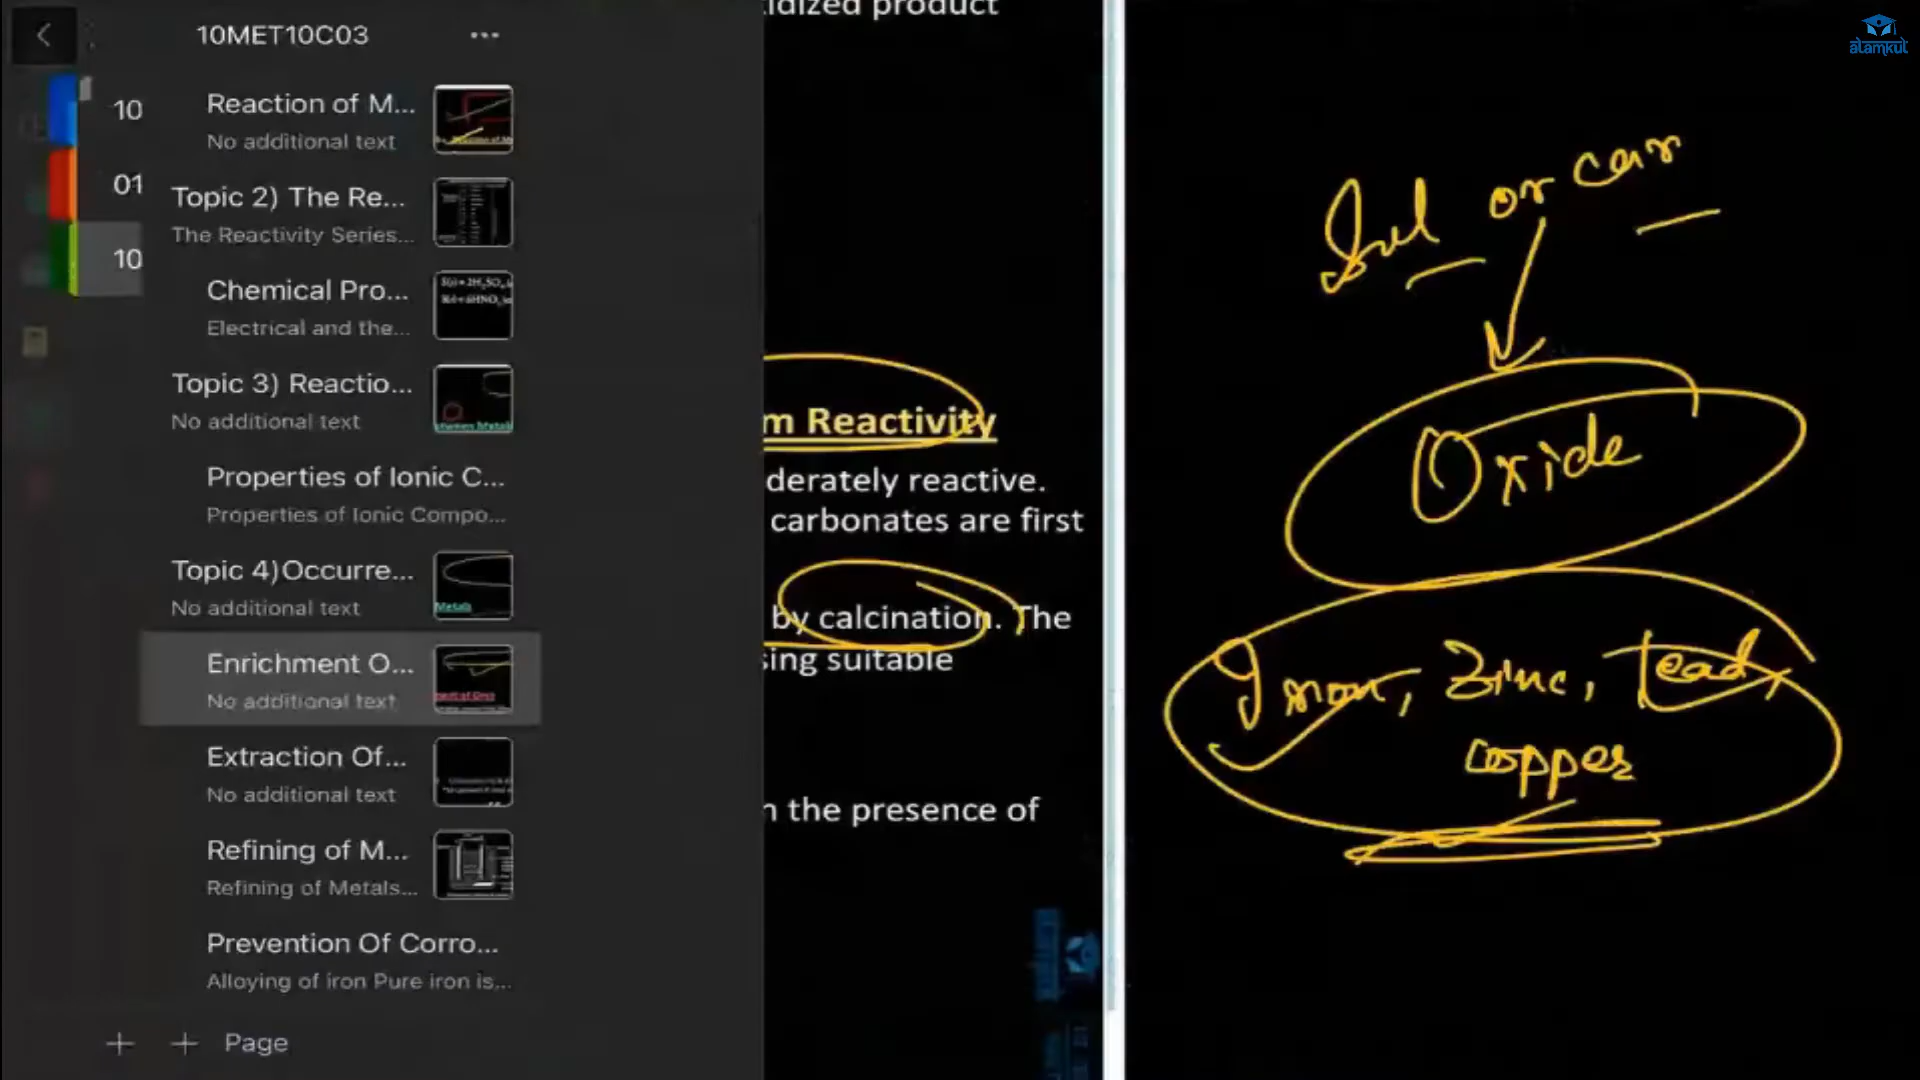 10MET10C03
10
01
10
Reaction of M...
No additional text
Topic 2) The Re...
The Reactivity Series...
Chemical Pro...
Electrical and the...
Topic 3) Reactio...
No additional text
Properties of Ionic C...
Properties of Ionic Compo...
Topic 4)Occurre...
No additional text
Enrichment O...
No additional text
Extraction Of...
No additional text
Refining of M...
Refining of Metals...
Prevention Of Corro...
Alloying of iron Pure iron is...
Page
idized product
m Reactivity
derately reactive.
carbonates are first
by calcination. The
sing suitable
n the presence of
Sul or car
Oxide
Iron, Zinc, Lead,
copper
alamkul